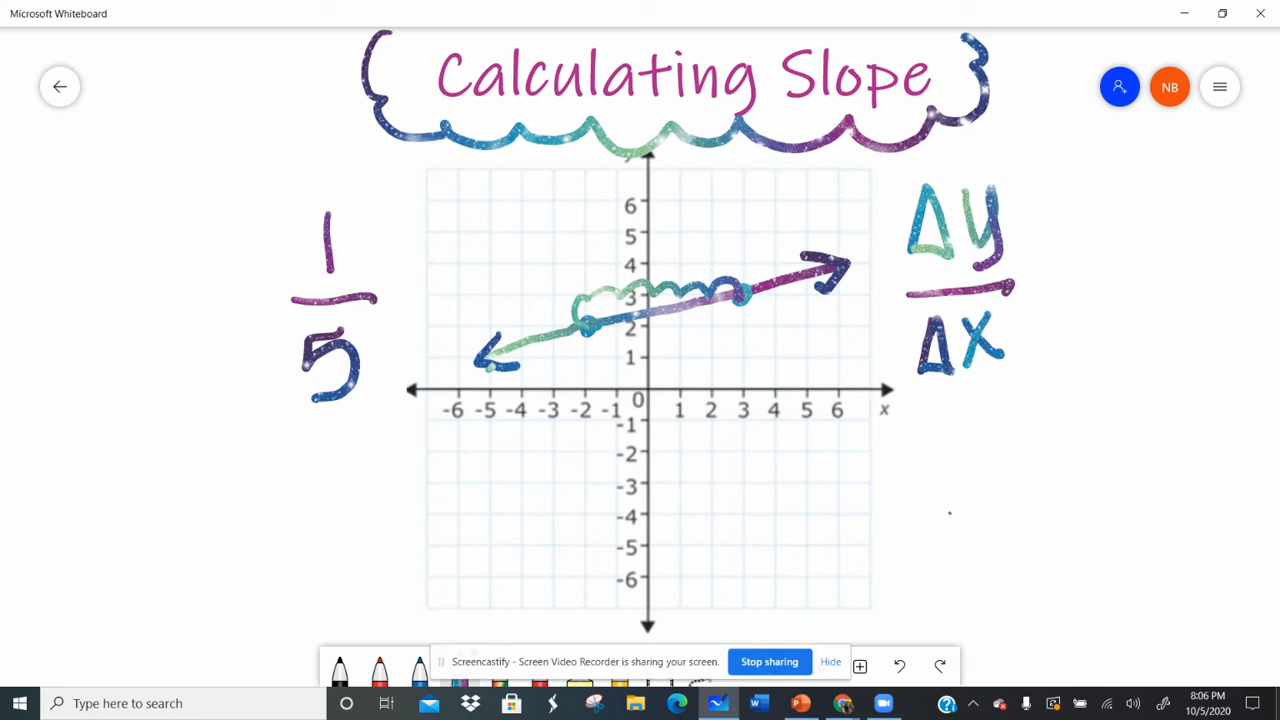 Microsoft Whiteboard
Calculating Slope
NB
y
6
5
4
3
2
1
0
-6 -5 -4 -3 -2 -1 1 2 3 4 5 6 x
-1
-2
-3
-4
-5
-6
1
5
Δy
Δx
Screencastify - Screen Video Recorder is sharing your screen.
Stop sharing
Hide
Type here to search
8:06 PM
10/5/2020